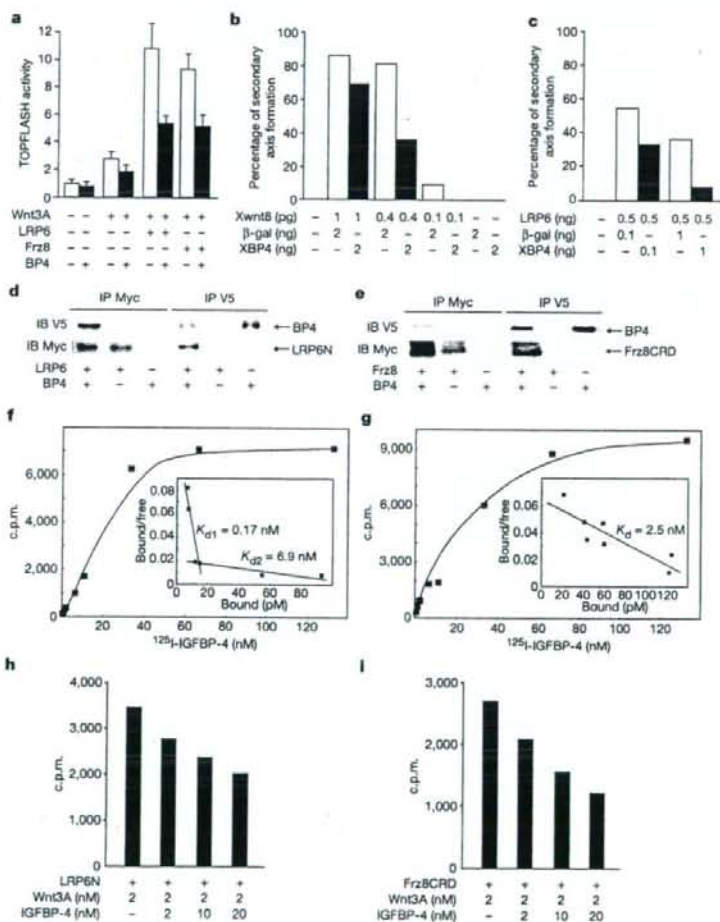 a
TOPFLASH activity
12
10
8
6
4
2
0
Wnt3A − − + + + + + +
LRP6 + +
Frz8 + +
BP4 − + − + − + − +
b
Percentage of secondary
axis formation
100
80
60
40
20
0
Xwnt8 (pg) − 1 1 0.4 0.4 0.1 0.1 − −
β-gal (ng) 2 2 2 2
XBP4 (ng) 2 2 2 2
c
Percentage of secondary
axis formation
100
80
60
40
20
0
LRP6 (ng) − 0.5 0.5 0.5 0.5
β-gal (ng) 0.1 1
XBP4 (ng) 0.1 1
d
IP Myc IP V5
IB V5 ←BP4
IB Myc ←LRP6N
LRP6 + + − + + −
BP4 + − + + − +
e
IP Myc IP V5
IB V5 ←BP4
IB Myc ←Frz8CRD
Frz8 + + − + + −
BP4 + − + + − +
f
c.p.m.
6,000
4,000
2,000
0
0 20 40 60 80 100 120
¹²⁵I-IGFBP-4 (nM)
Bound/free
0.08
0.06
0.04
0.02
0
0 20 40 60 80
Bound (pM)
Kd1 = 0.17 nM
Kd2 = 6.9 nM
g
c.p.m.
9,000
6,000
3,000
0
0 20 40 60 80 100 120
¹²⁵I-IGFBP-4 (nM)
Bound/free
0.06
0.04
0.02
0
0 20 40 60 80 100 120
Bound (pM)
Kd = 2.5 nM
h
c.p.m.
4,000
3,000
2,000
1,000
0
LRP6N + + + +
Wnt3A (nM) 2 2 2 2
IGFBP-4 (nM) − 2 10 20
i
c.p.m.
3,000
2,000
1,000
0
Frz8CRD + + + +
Wnt3A (nM) 2 2 2 2
IGFBP-4 (nM) − 2 10 20